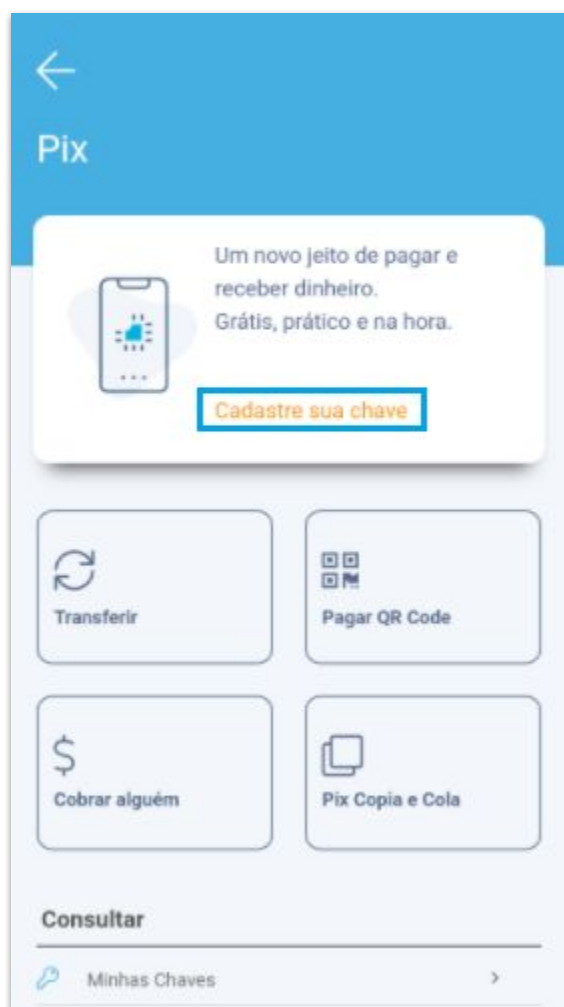 Pix
Um novo jeito de pagar e
receber dinheiro.
Grátis, prático e na hora.
Cadastre sua chave
Transferir
Pagar QR Code
Cobrar alguém
Pix Copia e Cola
Consultar
Minhas Chaves